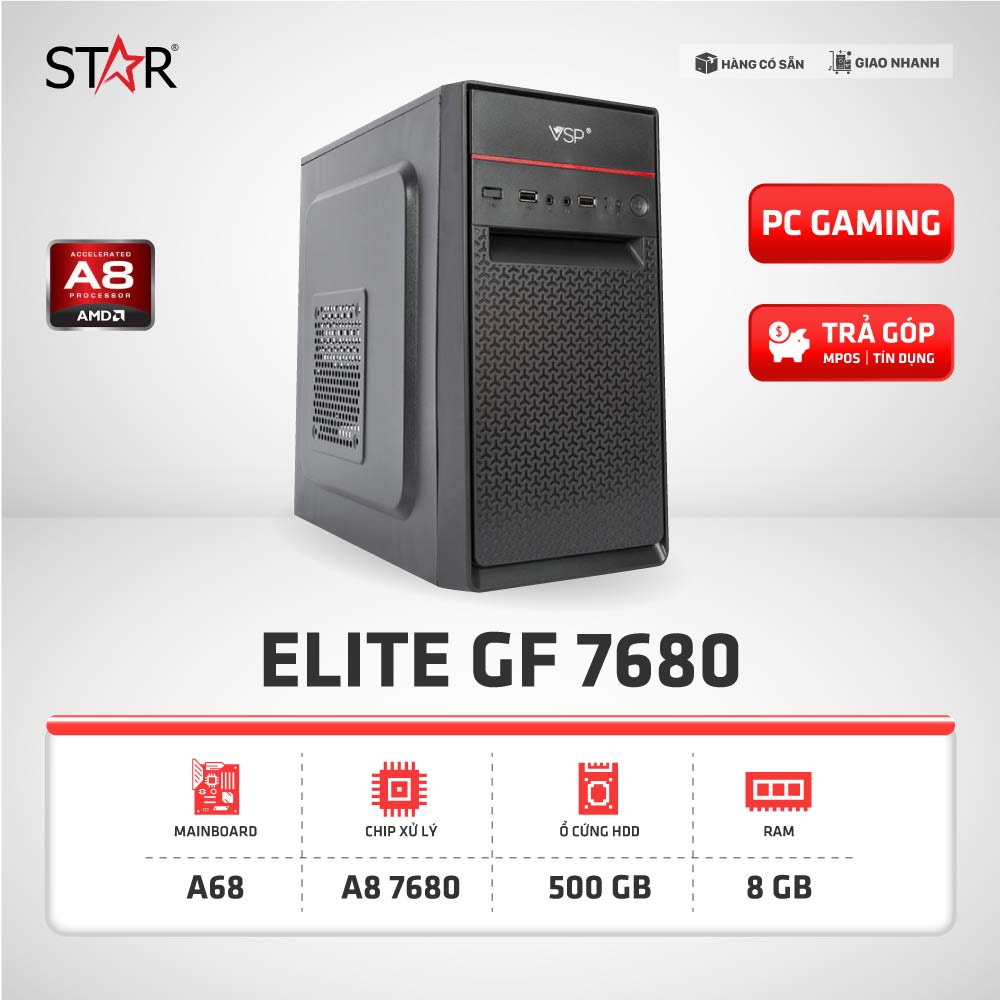 STAR®
HÀNG CÓ SẴN
GIAO NHANH
VSP®
PC GAMING
ACCELERATED
A8
PROCESSOR
AMD
TRẢ GÓP
MPOS | TÍN DỤNG
ELITE GF 7680
MAINBOARD
CHIP XỬ LÝ
Ổ CỨNG HDD
RAM
A68
A8 7680
500 GB
8 GB